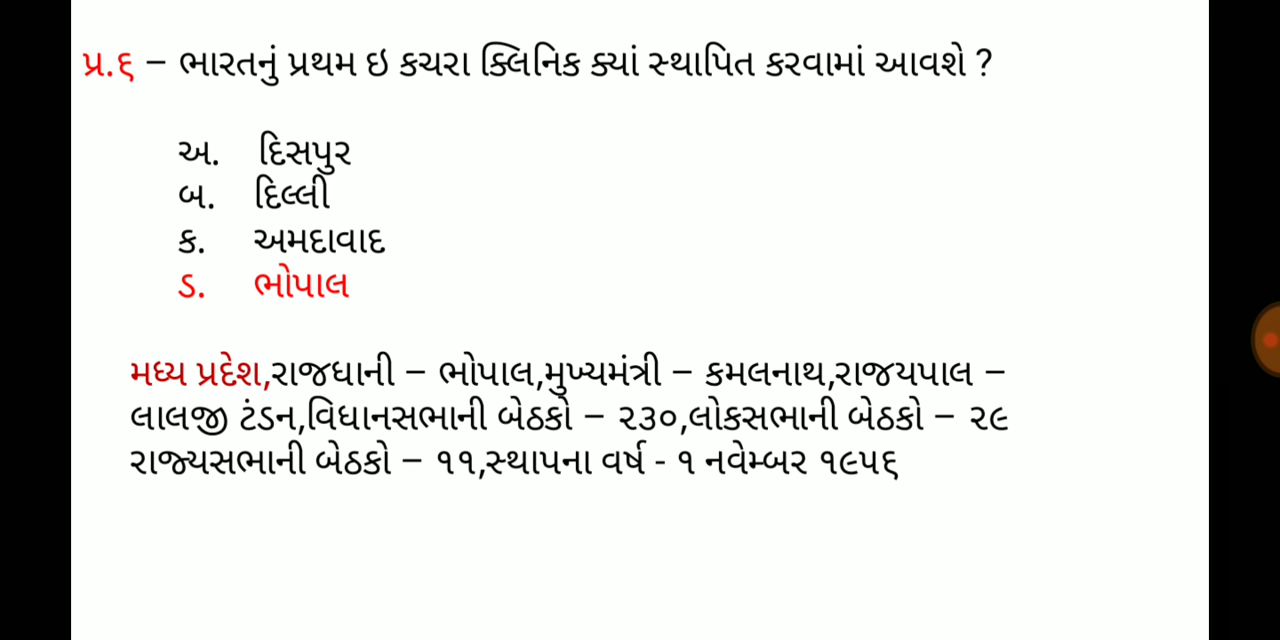 પ્ર.૬ – ભારતનું પ્રથમ ઇ કચરા ક્લિનિક ક્યાં સ્થાપિત કરવામાં આવશે ?
અ. દિસપુર
બ. દિલ્લી
ક. અમદાવાદ
ડ. ભોપાલ
મધ્ય પ્રદેશ,રાજધાની – ભોપાલ,મુખ્યમંત્રી – કમલનાથ,રાજયપાલ –
લાલજી ટંડન,વિધાનસભાની બેઠકો – ૨૩૦,લોકસભાની બેઠકો – ૨૯
રાજ્યસભાની બેઠકો – ૧૧,સ્થાપના વર્ષ - ૧ નવેમ્બર ૧૯૫૬